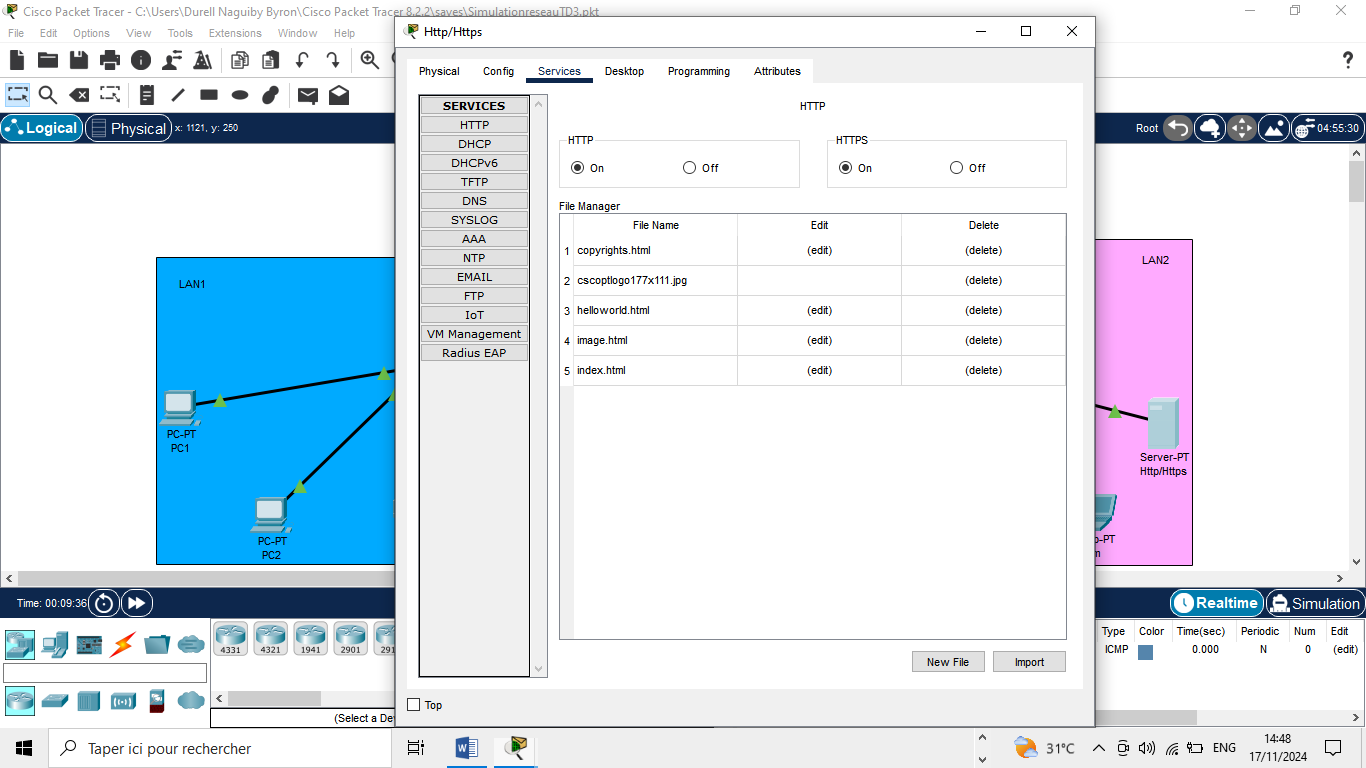 Cisco Packet Tracer - C:\Users\Durell Naguiby Byron\Cisco Packet Tracer 8.2.2\saves\SimulationreseauTD3.pkt
File Edit Options View Tools Extensions Window Help
Http/Https
Physical Config Services Desktop Programming Attributes
Logical Physical x: 1121, y: 250
Root 04:55:30
SERVICES
HTTP
DHCP
DHCPv6
TFTP
DNS
SYSLOG
AAA
NTP
EMAIL
FTP
IoT
VM Management
Radius EAP
HTTP
HTTP
On Off
HTTPS
On Off
File Manager
File Name Edit Delete
1 copyrights.html (edit) (delete)
2 cscoptlogo177x111.jpg (delete)
3 helloworld.html (edit) (delete)
4 image.html (edit) (delete)
5 index.html (edit) (delete)
New File Import
Top
LAN1
PC-PT
PC1
PC-PT
PC2
LAN2
Server-PT
Http/Https
Time: 00:09:36
Realtime Simulation
4331 4321 1941 2901 291
(Select a Dev
Type Color Time(sec) Periodic Num Edit
ICMP 0.000 N 0 (edit)
Taper ici pour rechercher
31°C
ENG
14:48
17/11/2024